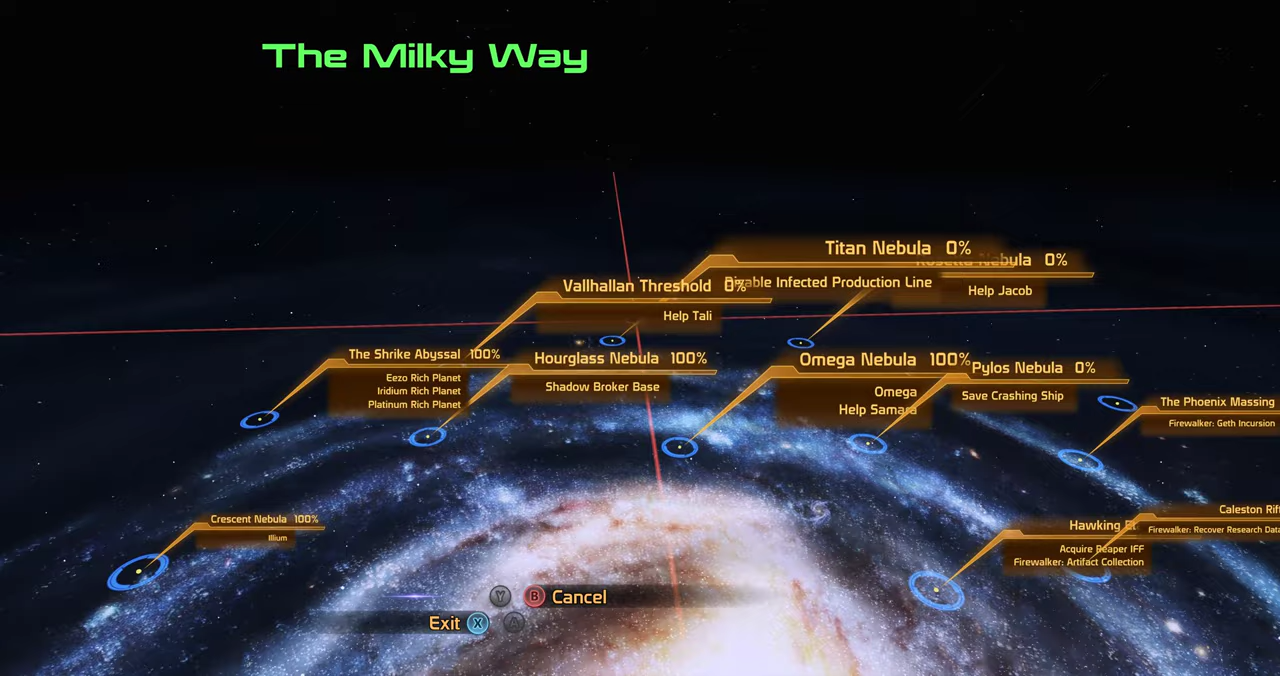 The Milky Way
Titan Nebula 0%
Disable Infected Production Line
Nebula 0%
Help Jacob
Vallhallan Threshold 0%
Help Tali
The Shrike Abyssal 100%
Eezo Rich Planet
Iridium Rich Planet
Platinum Rich Planet
Hourglass Nebula 100%
Shadow Broker Base
Omega Nebula 100%
Omega
Help Samara
Pylos Nebula 0%
Save Crashing Ship
The Phoenix Massing
Firewalker: Geth Incursion
Crescent Nebula 100%
Illium
Hawking
Acquire Reaper IFF
Firewalker: Artifact Collection
Caleston Rift
Firewalker: Recover Research Data
Y
B Cancel
Exit X
A